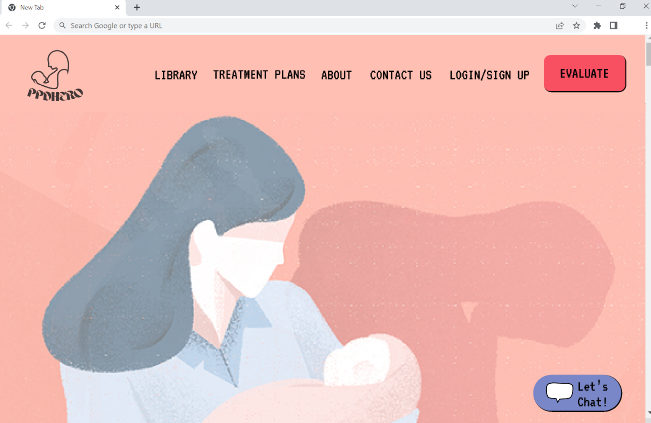 New Tab
Search Google or type a URL
PPDHERO
LIBRARY TREATMENT PLANS ABOUT CONTACT US LOGIN/SIGN UP EVALUATE
Let's
Chat!